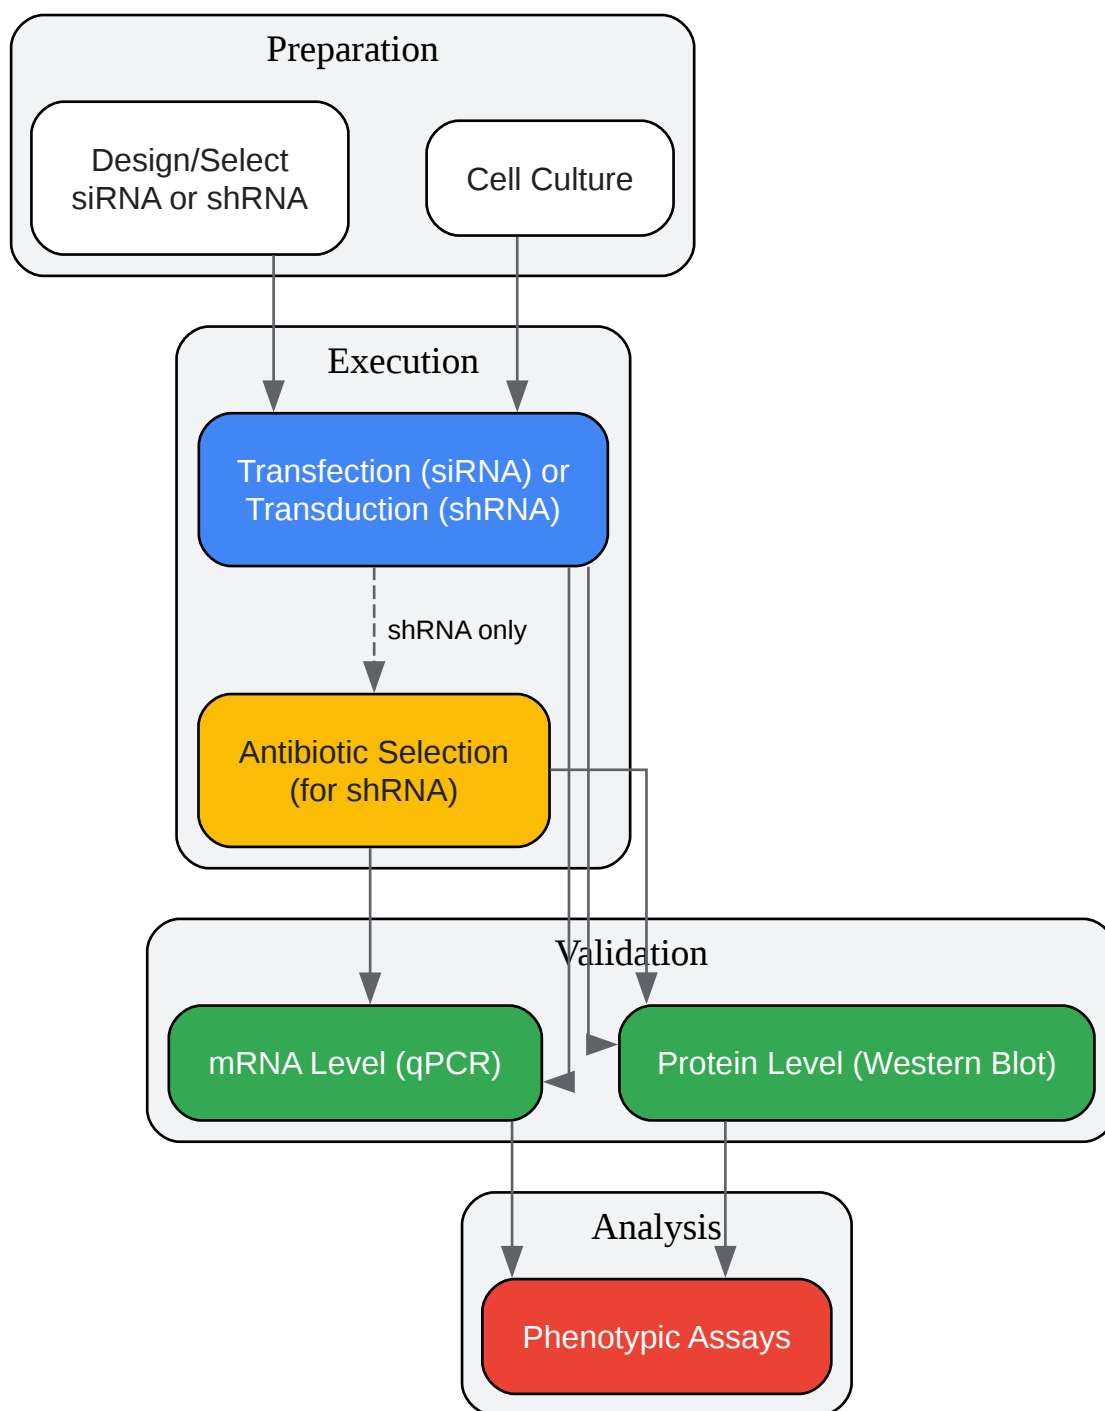 Preparation
Design/Select
siRNA or shRNA
Cell Culture
Execution
Transfection (siRNA) or
Transduction (shRNA)
shRNA only
Antibiotic Selection
(for shRNA)
Validation
mRNA Level (qPCR)
Protein Level (Western Blot)
Analysis
Phenotypic Assays